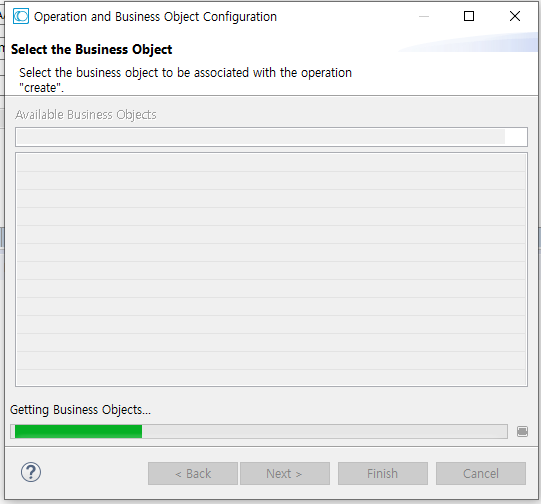 Operation and Business Object Configuration
Select the Business Object
Select the business object to be associated with the operation
"create".
Available Business Objects
Getting Business Objects...
?
< Back
Next >
Finish
Cancel